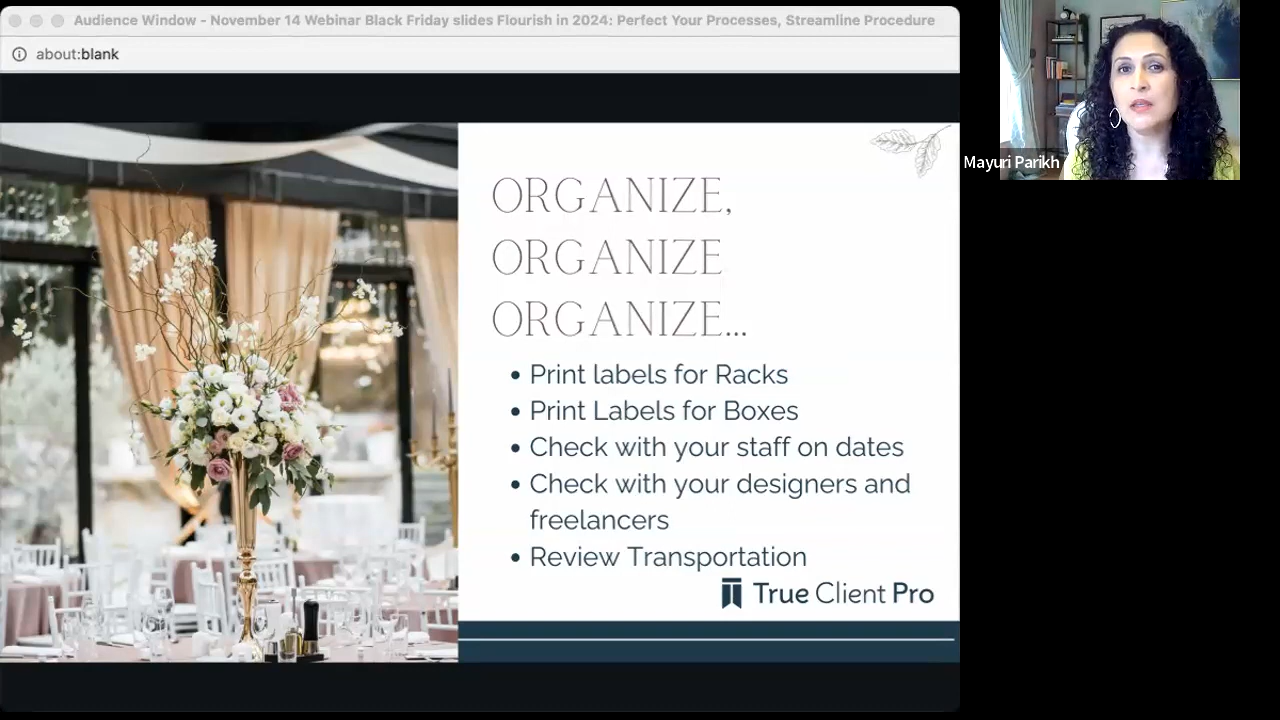 Audience Window - November 14 Webinar Black Friday slides Flourish in 2024: Perfect Your Processes, Streamline Procedure
about:blank
ORGANIZE,
ORGANIZE
ORGANIZE...
• Print labels for Racks
• Print Labels for Boxes
• Check with your staff on dates
• Check with your designers and
freelancers
• Review Transportation
True Client Pro
Mayuri Parikh